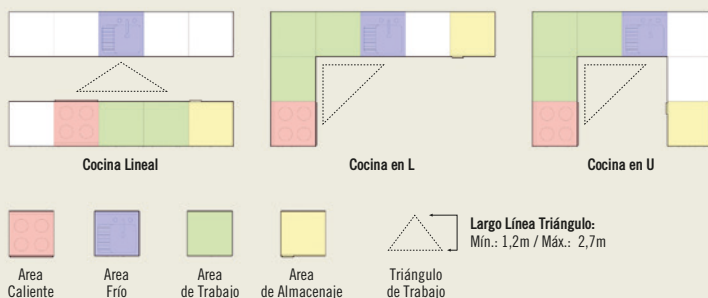 Cocina Lineal
Cocina en L
Cocina en U
Area
Caliente
Area
Frío
Area
de Trabajo
Area
de Almacenaje
Triángulo
de Trabajo
Largo Línea Triángulo:
Mín.: 1,2m / Máx.: 2,7m